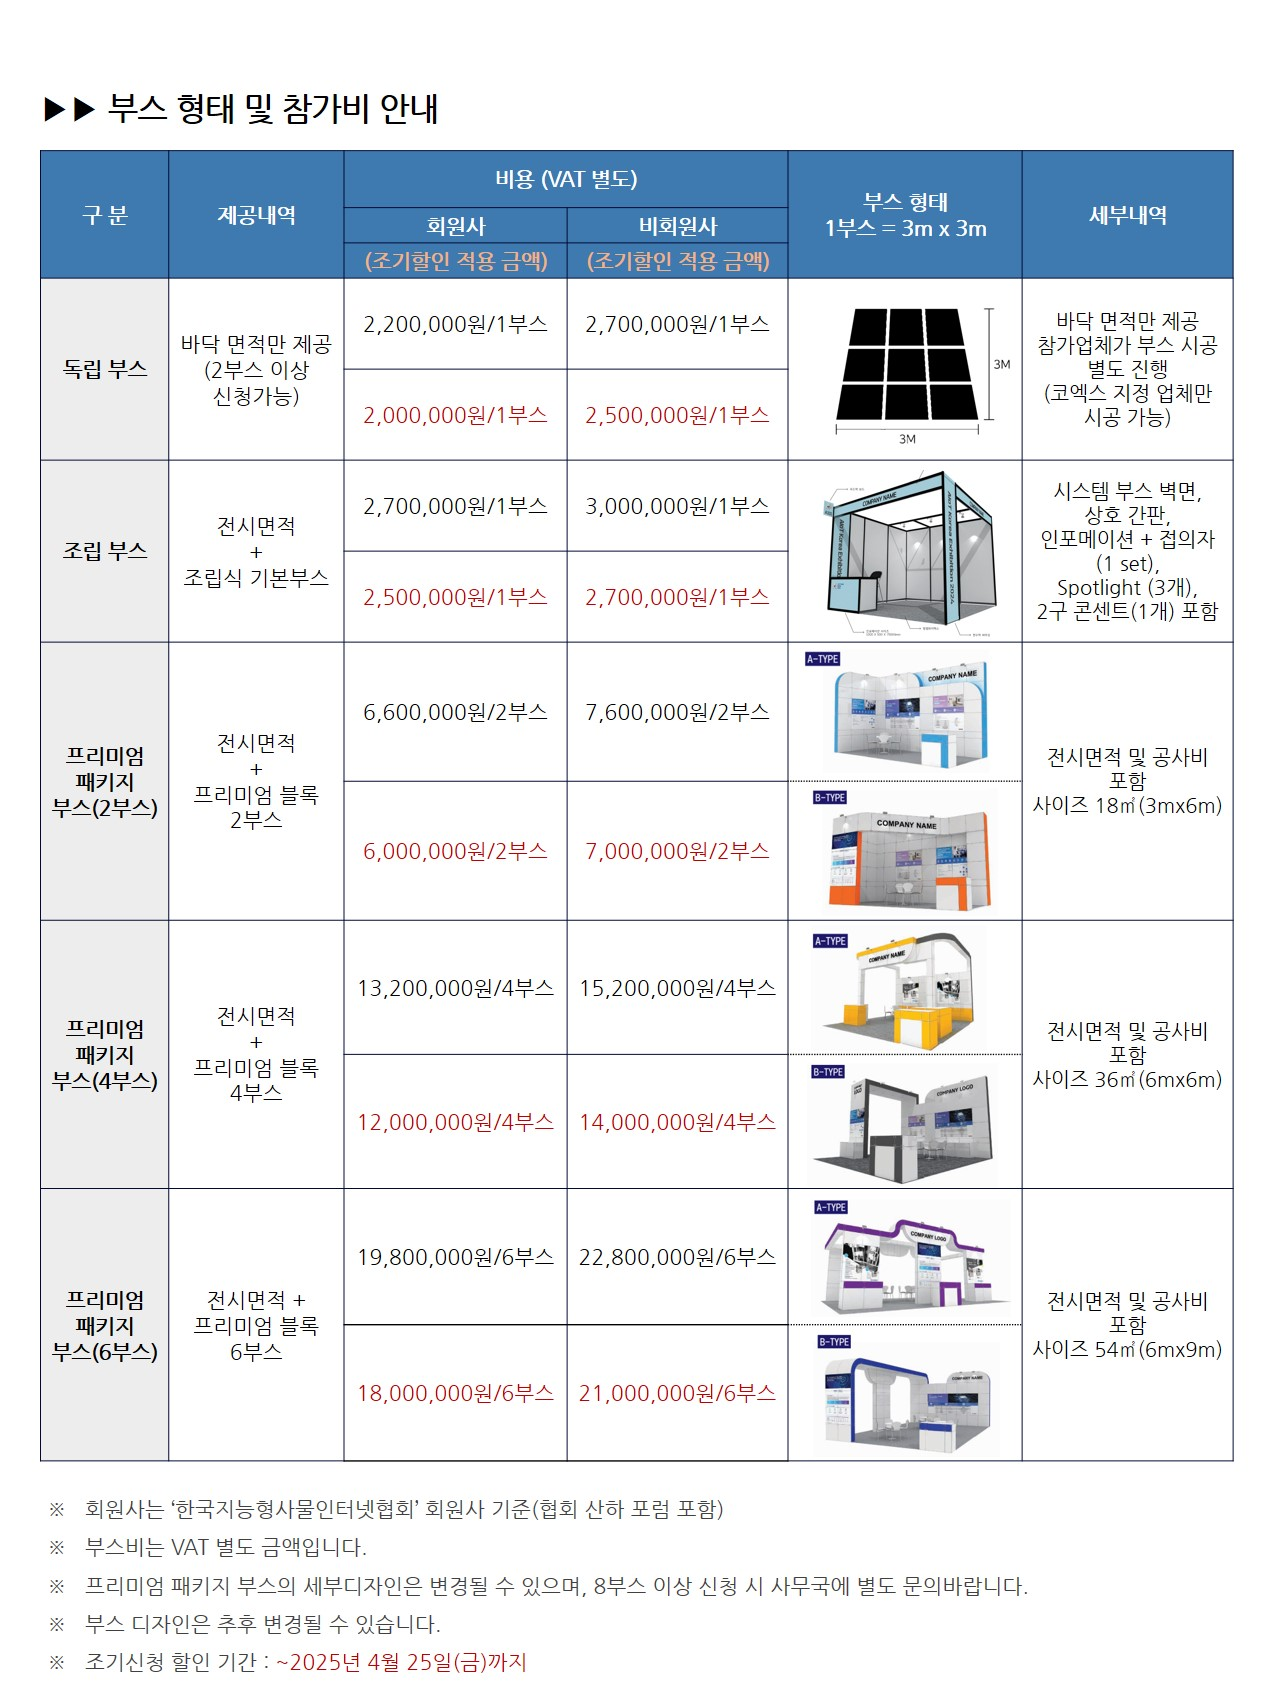 ▶▶ 부스 형태 및 참가비 안내
구 분
제공내역
비용 (VAT 별도)
회원사
비회원사
(조기할인 적용 금액)
(조기할인 적용 금액)
부스 형태
1부스 = 3m x 3m
세부내역
독립 부스
바닥 면적만 제공
(2부스 이상
신청가능)
2,200,000원/1부스
2,700,000원/1부스
2,000,000원/1부스
2,500,000원/1부스
3M
3M
바닥 면적만 제공
참가업체가 부스 시공
별도 진행
(코엑스 지정 업체만
시공 가능)
조립 부스
전시면적
+
조립식 기본부스
2,700,000원/1부스
3,000,000원/1부스
2,500,000원/1부스
2,700,000원/1부스
COMPANY NAME
AIoT Korea Exhibition 2024
시스템 부스 벽면,
상호 간판,
인포메이션 + 접의자
(1 set),
Spotlight (3개),
2구 콘센트(1개) 포함
프리미엄
패키지
부스(2부스)
전시면적
+
프리미엄 블록
2부스
6,600,000원/2부스
7,600,000원/2부스
6,000,000원/2부스
7,000,000원/2부스
A-TYPE
COMPANY NAME
B-TYPE
COMPANY NAME
전시면적 및 공사비
포함
사이즈 18㎡(3mx6m)
프리미엄
패키지
부스(4부스)
전시면적
+
프리미엄 블록
4부스
13,200,000원/4부스
15,200,000원/4부스
12,000,000원/4부스
14,000,000원/4부스
A-TYPE
COMPANY NAME
B-TYPE
COMPANY LOGO
전시면적 및 공사비
포함
사이즈 36㎡(6mx6m)
프리미엄
패키지
부스(6부스)
전시면적 +
프리미엄 블록
6부스
19,800,000원/6부스
22,800,000원/6부스
18,000,000원/6부스
21,000,000원/6부스
A-TYPE
COMPANY LOGO
B-TYPE
COMPANY NAME
전시면적 및 공사비
포함
사이즈 54㎡(6mx9m)
※ 회원사는 ‘한국지능형사물인터넷협회’ 회원사 기준(협회 산하 포럼 포함)
※ 부스비는 VAT 별도 금액입니다.
※ 프리미엄 패키지 부스의 세부디자인은 변경될 수 있으며, 8부스 이상 신청 시 사무국에 별도 문의바랍니다.
※ 부스 디자인은 추후 변경될 수 있습니다.
※ 조기신청 할인 기간 : ~2025년 4월 25일(금)까지